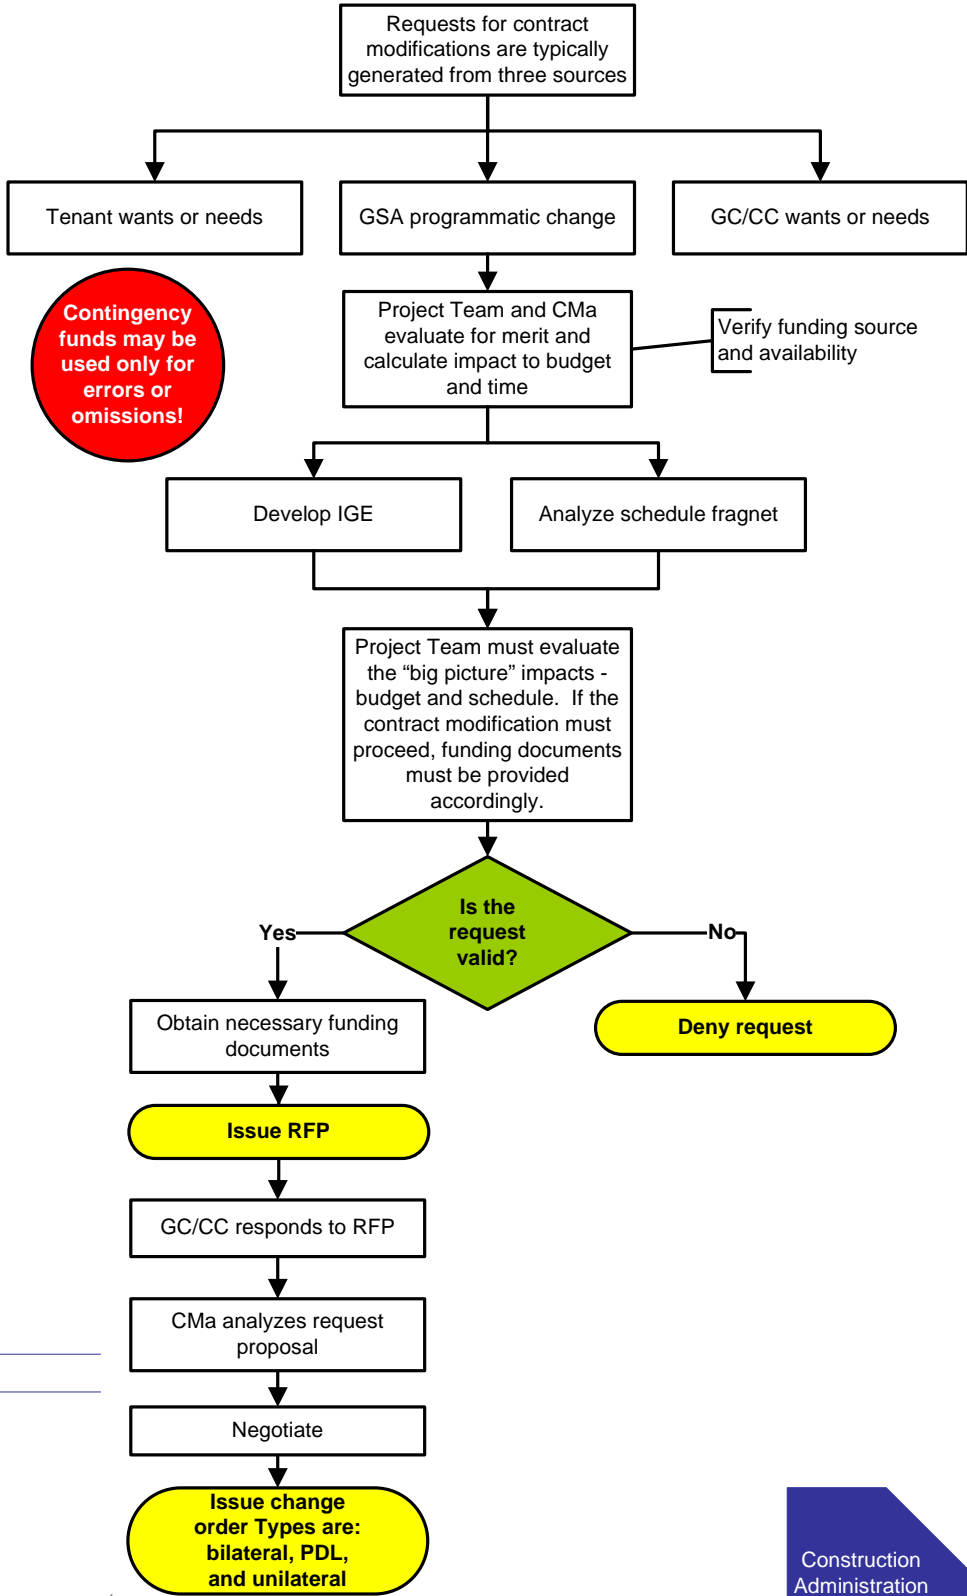 Requests for contract
modifications are typically
generated from three sources
Tenant wants or needs
GSA programmatic change
GC/CC wants or needs
Contingency
funds may be
used only for
errors or
omissions!
Project Team and CMa
evaluate for merit and
calculate impact to budget
and time
Verify funding source
and availability
Develop IGE
Analyze schedule fragnet
Project Team must evaluate
the “big picture” impacts -
budget and schedule.  If the
contract modification must
proceed, funding documents
must be provided
accordingly.
Is the
request
valid?
Yes
No
Obtain necessary funding
documents
Deny request
Issue RFP
GC/CC responds to RFP
CMa analyzes request
proposal
Negotiate
Issue change
order Types are:
bilateral, PDL,
and unilateral
Construction
Administration